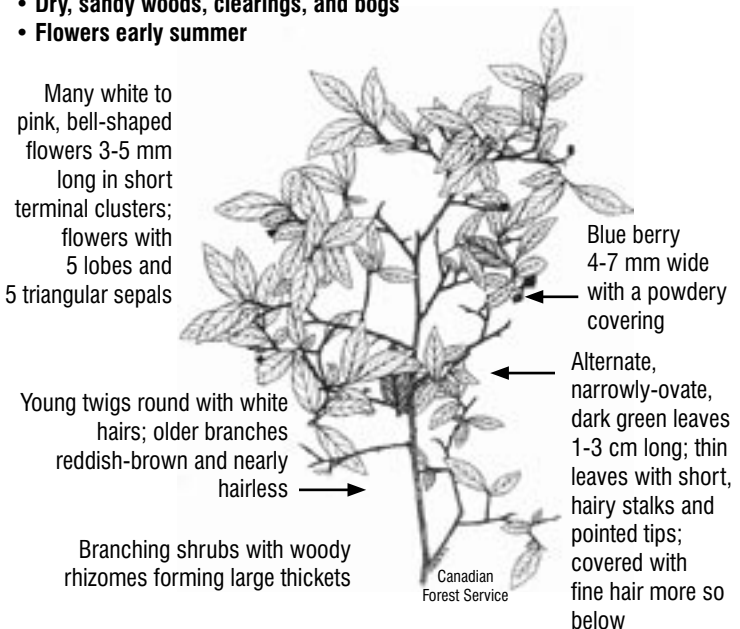 • Dry, sandy woods, clearings, and bogs
• Flowers early summer
Many white to
pink, bell-shaped
flowers 3-5 mm
long in short
terminal clusters;
flowers with
5 lobes and
5 triangular sepals
Blue berry
4-7 mm wide
with a powdery
covering
Alternate,
narrowly-ovate,
dark green leaves
1-3 cm long; thin
leaves with short,
hairy stalks and
pointed tips;
covered with
fine hair more so
below
Young twigs round with white
hairs; older branches
reddish-brown and nearly
hairless
Branching shrubs with woody
rhizomes forming large thickets
Canadian
Forest Service